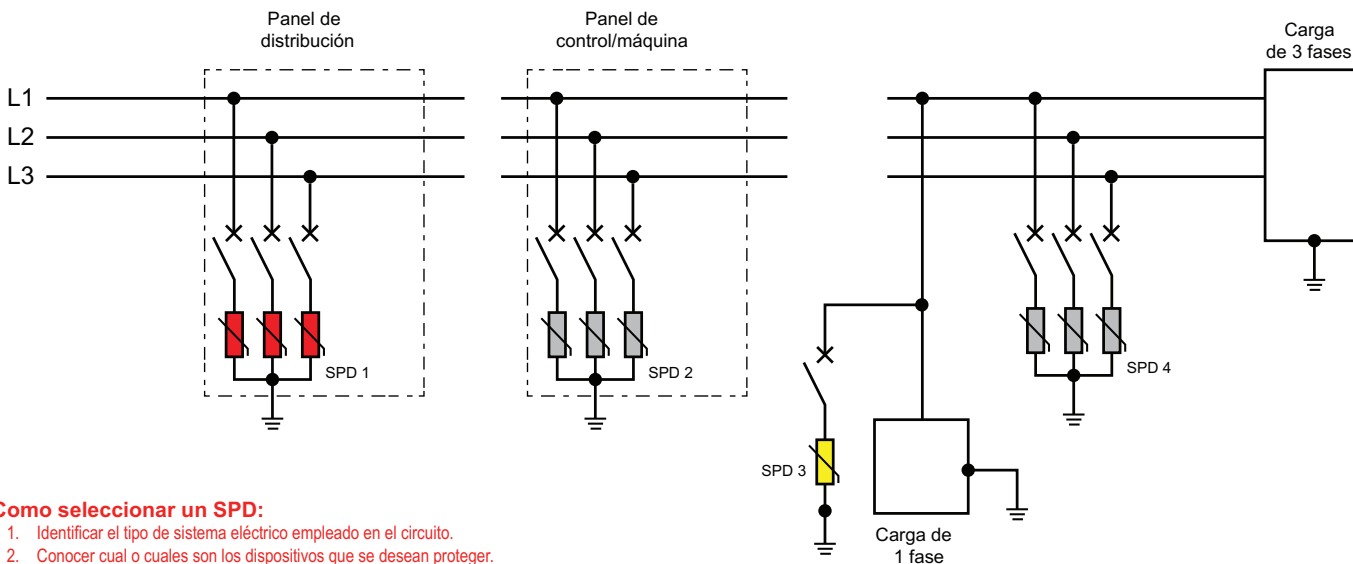 Panel de
distribución
Panel de
control/máquina
Carga
de 3 fases
L1
L2
L3
SPD 1
SPD 2
SPD 4
SPD 3
Carga de
1 fase
Como seleccionar un SPD:
1. Identificar el tipo de sistema eléctrico empleado en el circuito.
2. Conocer cual o cuales son los dispositivos que se desean proteger.